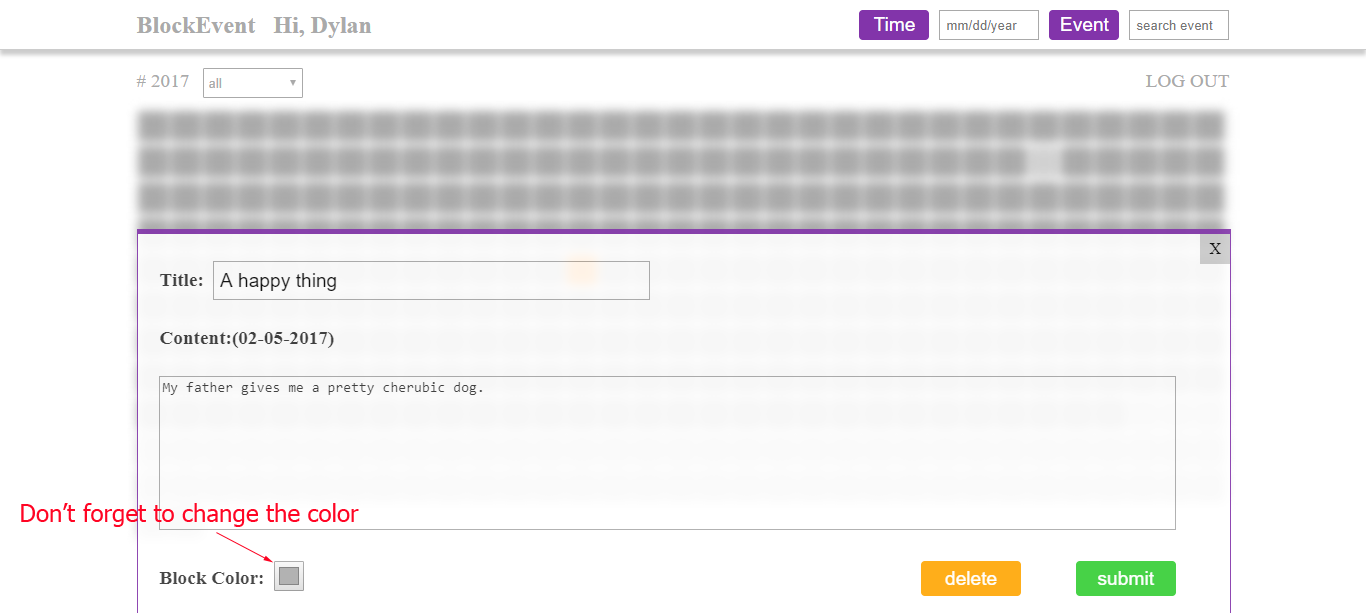 BlockEvent Hi, Dylan Time mm/dd/year Event search event
# 2017 all LOG OUT
X
Title: A happy thing
Content:(02-05-2017)
My father gives me a pretty cherubic dog.
Don't forget to change the color
Block Color: delete submit